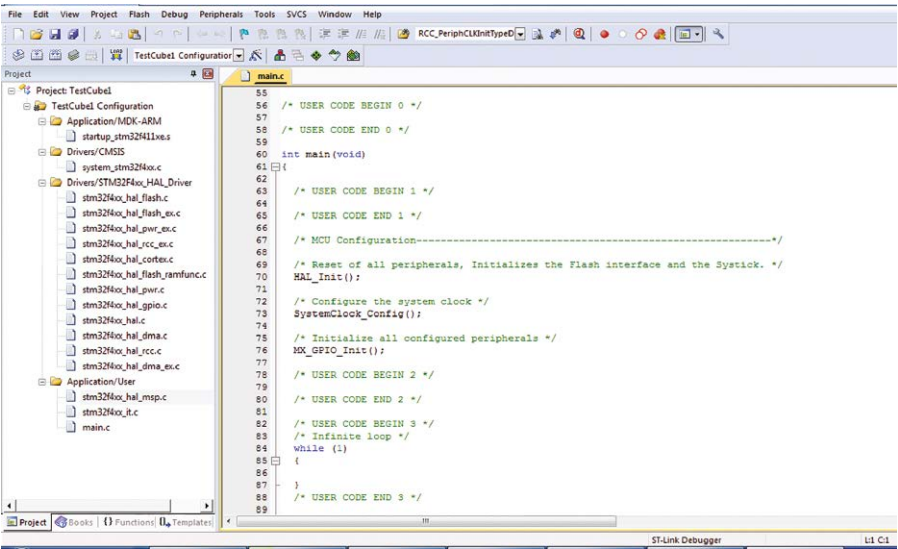 File Edit View Project Flash Debug Peripherals Tools SVCS Window Help
RCC_PeriphCLKInitTypeD
LOAD TestCube1 Configuration
Project
main.c
Project: TestCube1
TestCube1 Configuration
Application/MDK-ARM
startup_stm32f411xe.s
Drivers/CMSIS
system_stm32f4xx.c
Drivers/STM32F4xx_HAL_Driver
stm32f4xx_hal_flash.c
stm32f4xx_hal_flash_ex.c
stm32f4xx_hal_pwr_ex.c
stm32f4xx_hal_rcc_ex.c
stm32f4xx_hal_cortex.c
stm32f4xx_hal_flash_ramfunc.c
stm32f4xx_hal_pwr.c
stm32f4xx_hal_gpio.c
stm32f4xx_hal.c
stm32f4xx_hal_dma.c
stm32f4xx_hal_rcc.c
stm32f4xx_hal_dma_ex.c
Application/User
stm32f4xx_hal_msp.c
stm32f4xx_it.c
main.c
55
56 /* USER CODE BEGIN 0 */
57
58 /* USER CODE END 0 */
59
60 int main(void)
61 {
62
63 /* USER CODE BEGIN 1 */
64
65 /* USER CODE END 1 */
66
67 /* MCU Configuration----------------------------------------------------------*/
68
69 /* Reset of all peripherals, Initializes the Flash interface and the Systick. */
70 HAL_Init();
71
72 /* Configure the system clock */
73 SystemClock_Config();
74
75 /* Initialize all configured peripherals */
76 MX_GPIO_Init();
77
78 /* USER CODE BEGIN 2 */
79
80 /* USER CODE END 2 */
81
82 /* USER CODE BEGIN 3 */
83 /* Infinite loop */
84 while (1)
85 {
86
87 }
88 /* USER CODE END 3 */
89
Project Books {} Functions Templates
ST-Link Debugger L:1 C:1